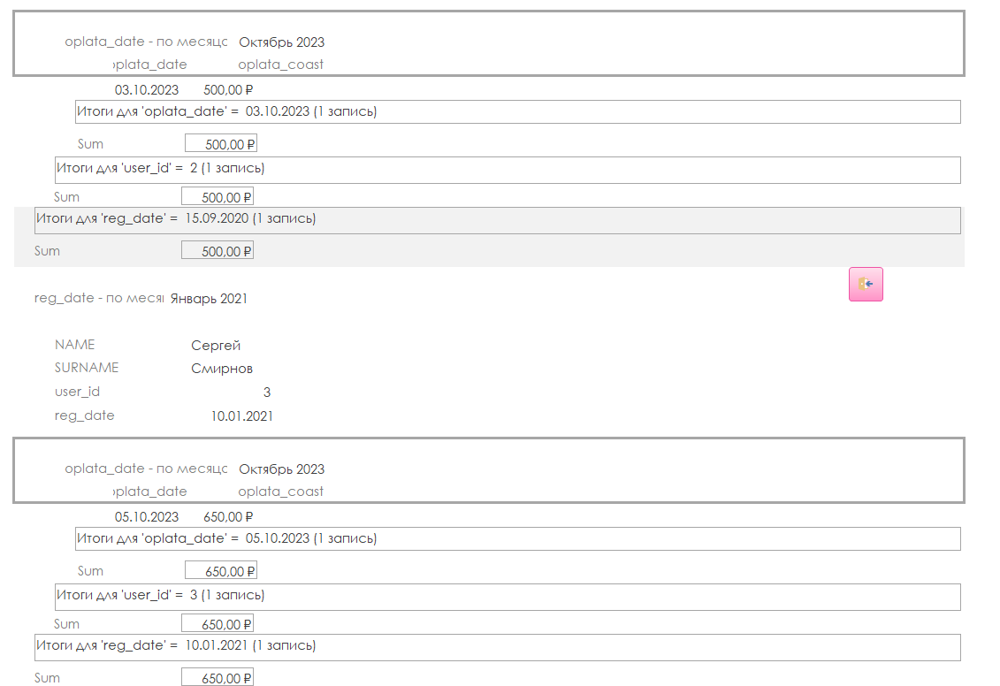 oplata_date - по месяцс Октябрь 2023
oplata_date oplata_coast
03.10.2023 500,00 ₽
Итоги для 'oplata_date' = 03.10.2023 (1 запись)
Sum 500,00 ₽
Итоги для 'user_id' = 2 (1 запись)
Sum 500,00 ₽
Итоги для 'reg_date' = 15.09.2020 (1 запись)
Sum 500,00 ₽
reg_date - по меся Январь 2021
NAME Сергей
SURNAME Смирнов
user_id 3
reg_date 10.01.2021
oplata_date - по месяцс Октябрь 2023
oplata_date oplata_coast
05.10.2023 650,00 ₽
Итоги для 'oplata_date' = 05.10.2023 (1 запись)
Sum 650,00 ₽
Итоги для 'user_id' = 3 (1 запись)
Sum 650,00 ₽
Итоги для 'reg_date' = 10.01.2021 (1 запись)
Sum 650,00 ₽